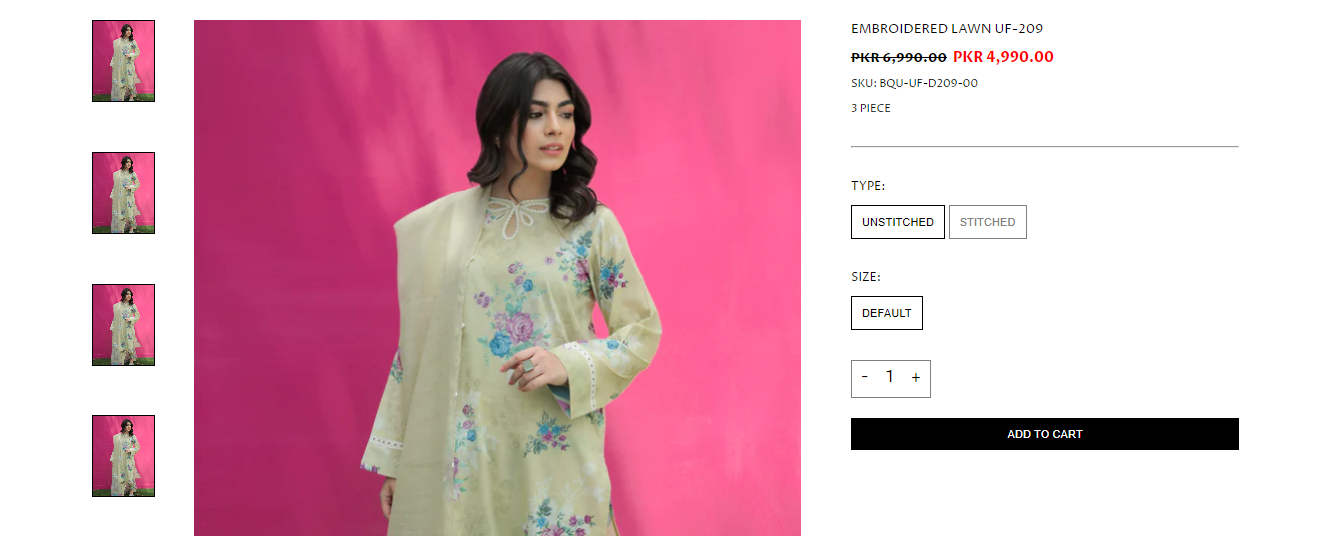 EMBROIDERED LAWN UF-209
PKR 6,990.00 PKR 4,990.00
SKU: BQU-UF-D209-00
3 PIECE
TYPE:
UNSTITCHED STITCHED
SIZE:
DEFAULT
- 1 +
ADD TO CART